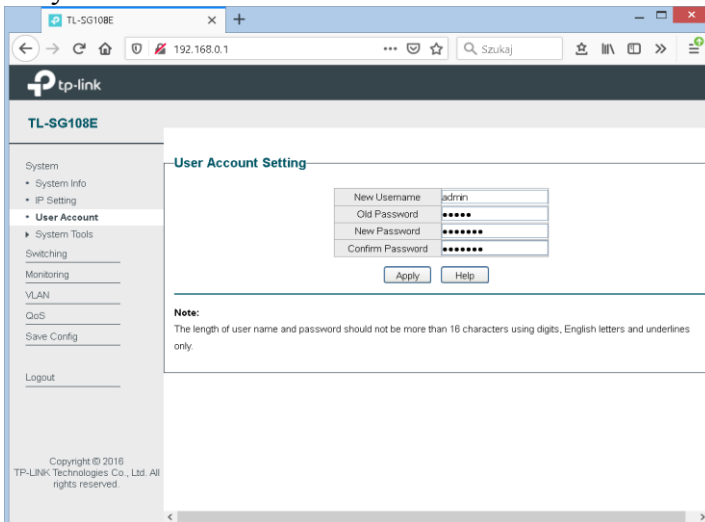 TL-SG108E
192.168.0.1
Szukaj
tp-link
TL-SG108E
System
System Info
IP Setting
User Account
System Tools
Switching
Monitoring
VLAN
QoS
Save Config
Logout
Copyright © 2016
TP-LINK Technologies Co., Ltd. All
rights reserved.
User Account Setting
New Username admin
Old Password •••••
New Password •••••••
Confirm Password •••••••
Apply Help
Note:
The length of user name and password should not be more than 16 characters using digits, English letters and underlines
only.